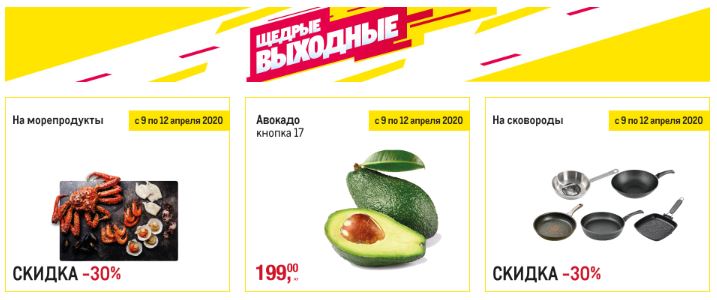 ЩЕДРЫЕ
ВЫХОДНЫЕ
На морепродукты
с 9 по 12 апреля 2020
СКИДКА -30%
Авокадо
кнопка 17
с 9 по 12 апреля 2020
199,00
На сковороды
с 9 по 12 апреля 2020
СКИДКА -30%